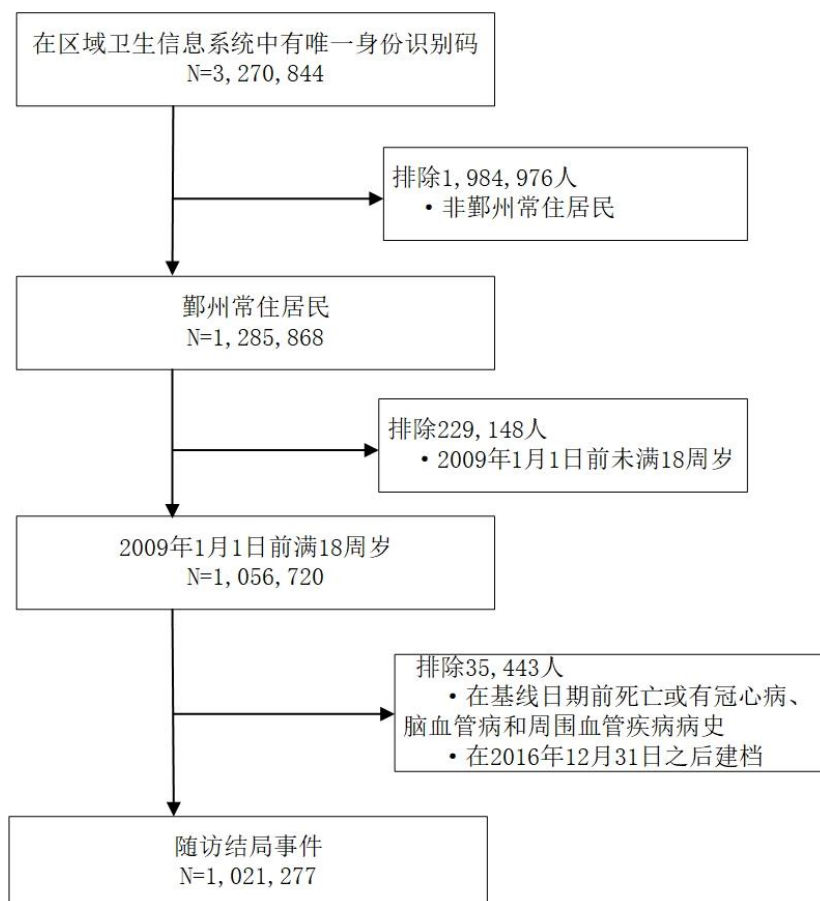 在区域卫生信息系统中有唯一身份识别码
N=3,270,844
排除1,984,976人
•非鄞州常住居民
鄞州常住居民
N=1,285,868
排除229,148人
•2009年1月1日前未满18周岁
2009年1月1日前满18周岁
N=1,056,720
排除35,443人
•在基线日期前死亡或有冠心病、
脑血管病和周围血管疾病病史
•在2016年12月31日之后建档
随访结局事件
N=1,021,277